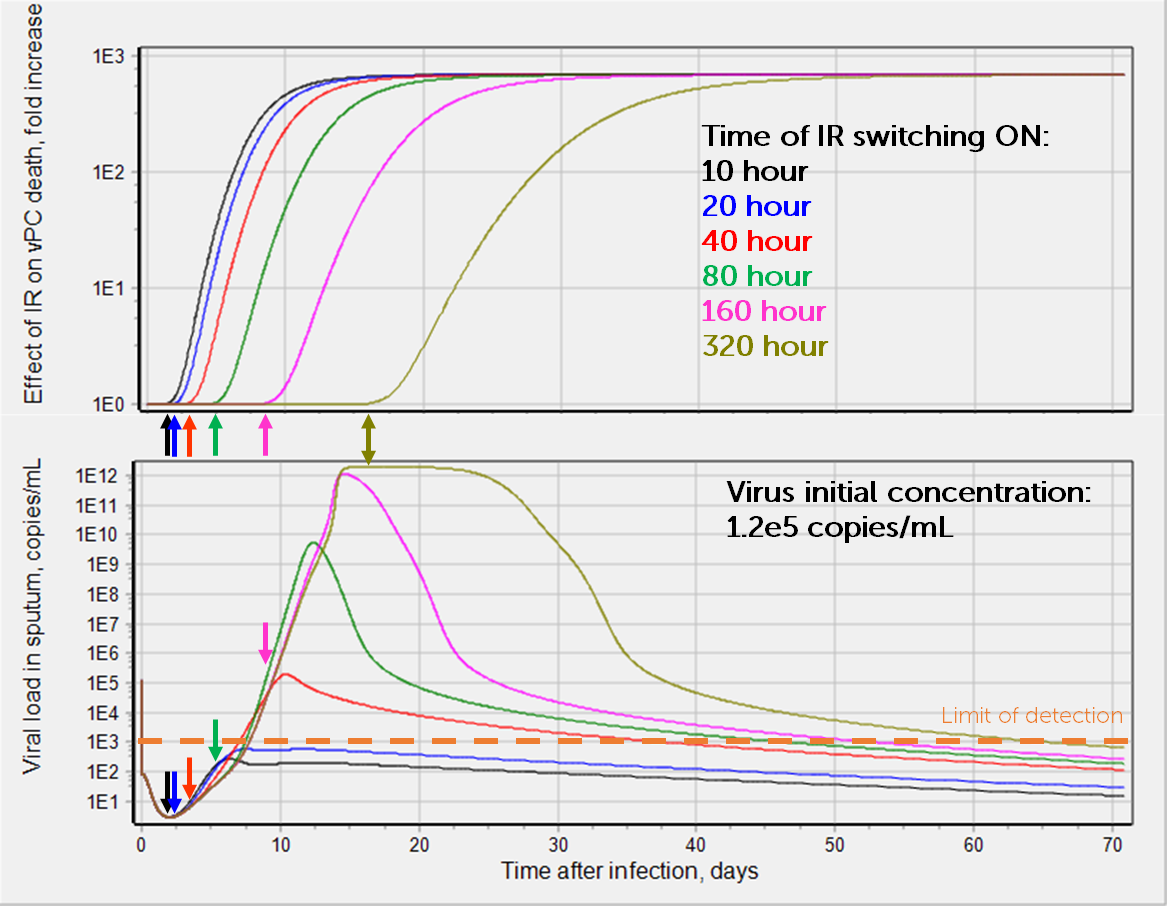 Effect of IR on vPC death, fold increase
1E3
1E2
1E1
1E0
Time of IR switching ON:
10 hour
20 hour
40 hour
80 hour
160 hour
320 hour
Viral load in sputum, copies/mL
1E12
1E11
1E10
1E9
1E8
1E7
1E6
1E5
1E4
1E3
1E2
1E1
Virus initial concentration:
1.2e5 copies/mL
Limit of detection
0 10 20 30 40 50 60 70
Time after infection, days